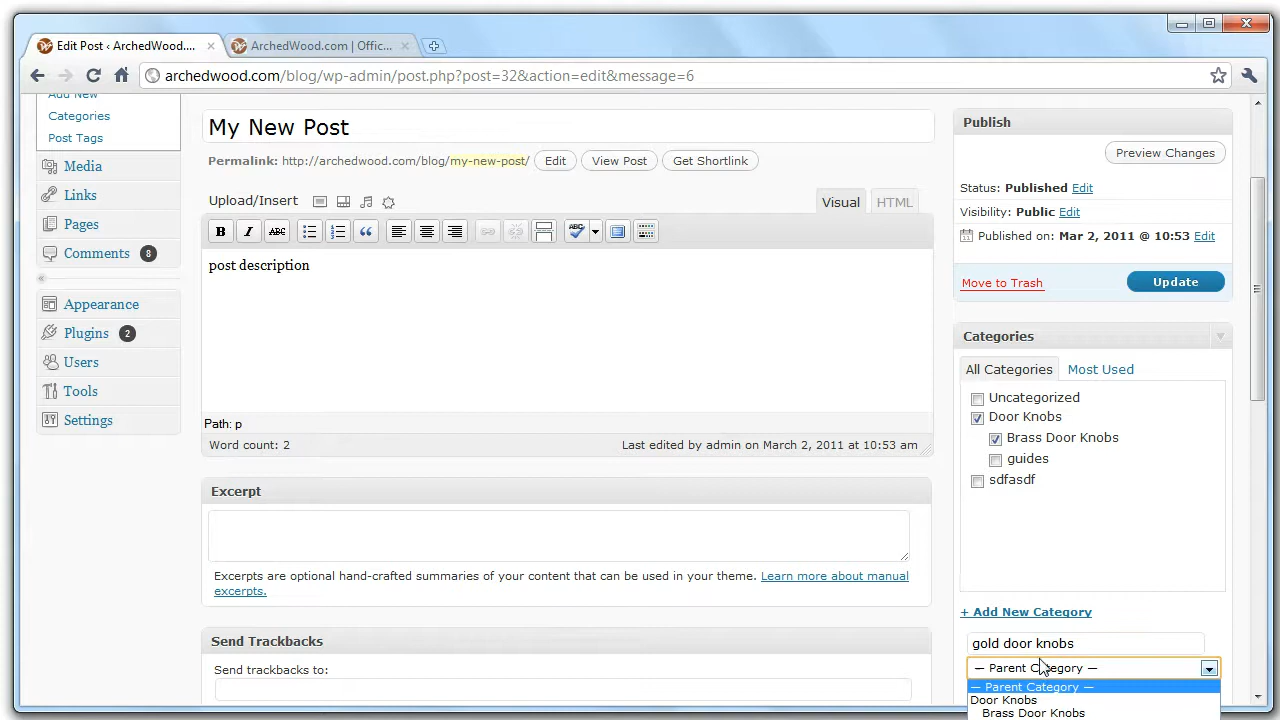 Edit Post ‹ ArchedWood....
ArchedWood.com | Offic...
archedwood.com/blog/wp-admin/post.php?post=32&action=edit&message=6
Add New
Categories
Post Tags
Media
Links
Pages
Comments 8
Appearance
Plugins 2
Users
Tools
Settings
My New Post
Permalink: http://archedwood.com/blog/my-new-post/ Edit View Post Get Shortlink
Upload/Insert
Visual HTML
B I ABC ABC
post description
Path: p
Word count: 2 Last edited by admin on March 2, 2011 at 10:53 am
Excerpt
Excerpts are optional hand-crafted summaries of your content that can be used in your theme. Learn more about manual
excerpts.
Send Trackbacks
Send trackbacks to:
Publish
Preview Changes
Status: Published Edit
Visibility: Public Edit
Published on: Mar 2, 2011 @ 10:53 Edit
Move to Trash Update
Categories
All Categories Most Used
Uncategorized
Door Knobs
Brass Door Knobs
guides
sdfasdf
+ Add New Category
gold door knobs
— Parent Category —
— Parent Category —
Door Knobs
Brass Door Knobs